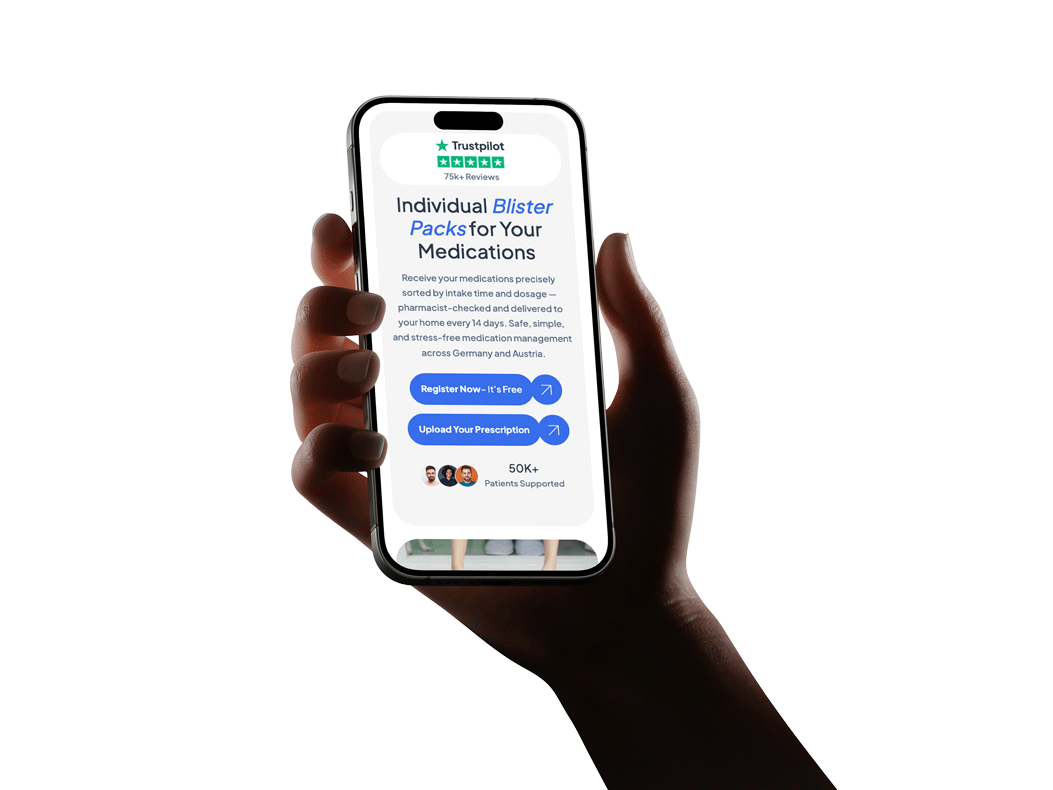 Trustpilot
75k+ Reviews
Individual Blister
Packs for Your
Medications
Receive your medications precisely
sorted by intake time and dosage —
pharmacist-checked and delivered to
your home every 14 days. Safe, simple,
and stress-free medication management
across Germany and Austria.
Register Now- It's Free
Upload Your Prescription
50K+
Patients Supported